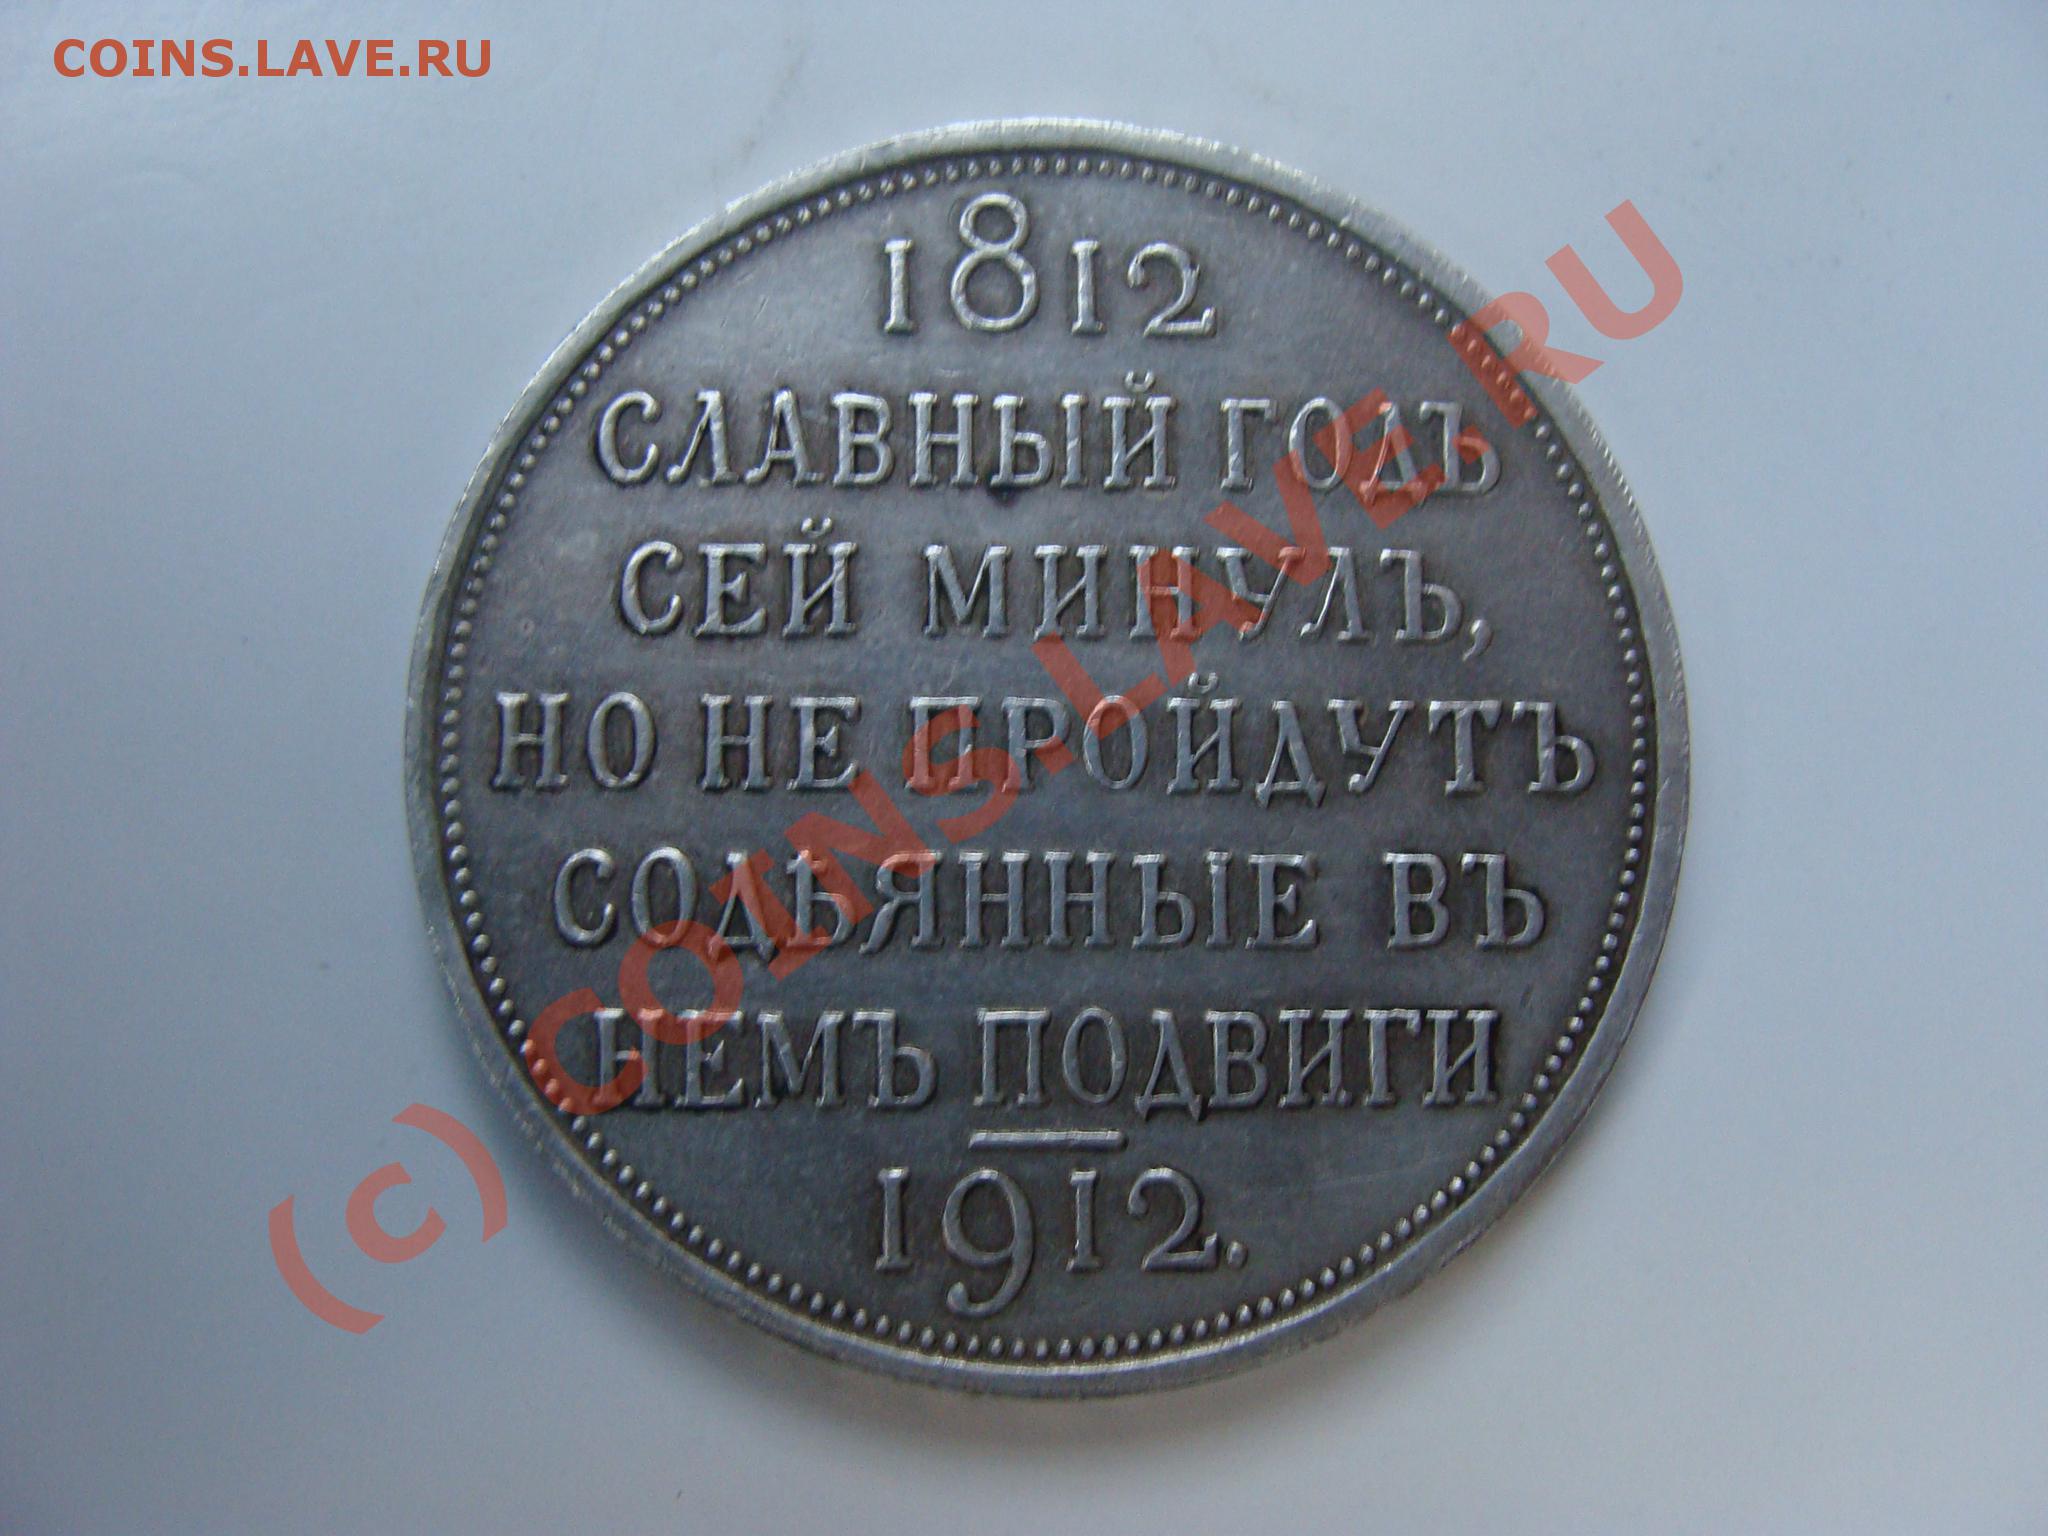 COINS.LAVE.RU
1812
СЛАВНЫЙ ГОДЪ
СЕЙ МИНУЛЪ,
НО НЕ ПРОЙДУТЪ
СОДѢЯННЫЕ ВЪ
НЕМЪ ПОДВИГИ
1912.
(c) COINS.LAVE.RU